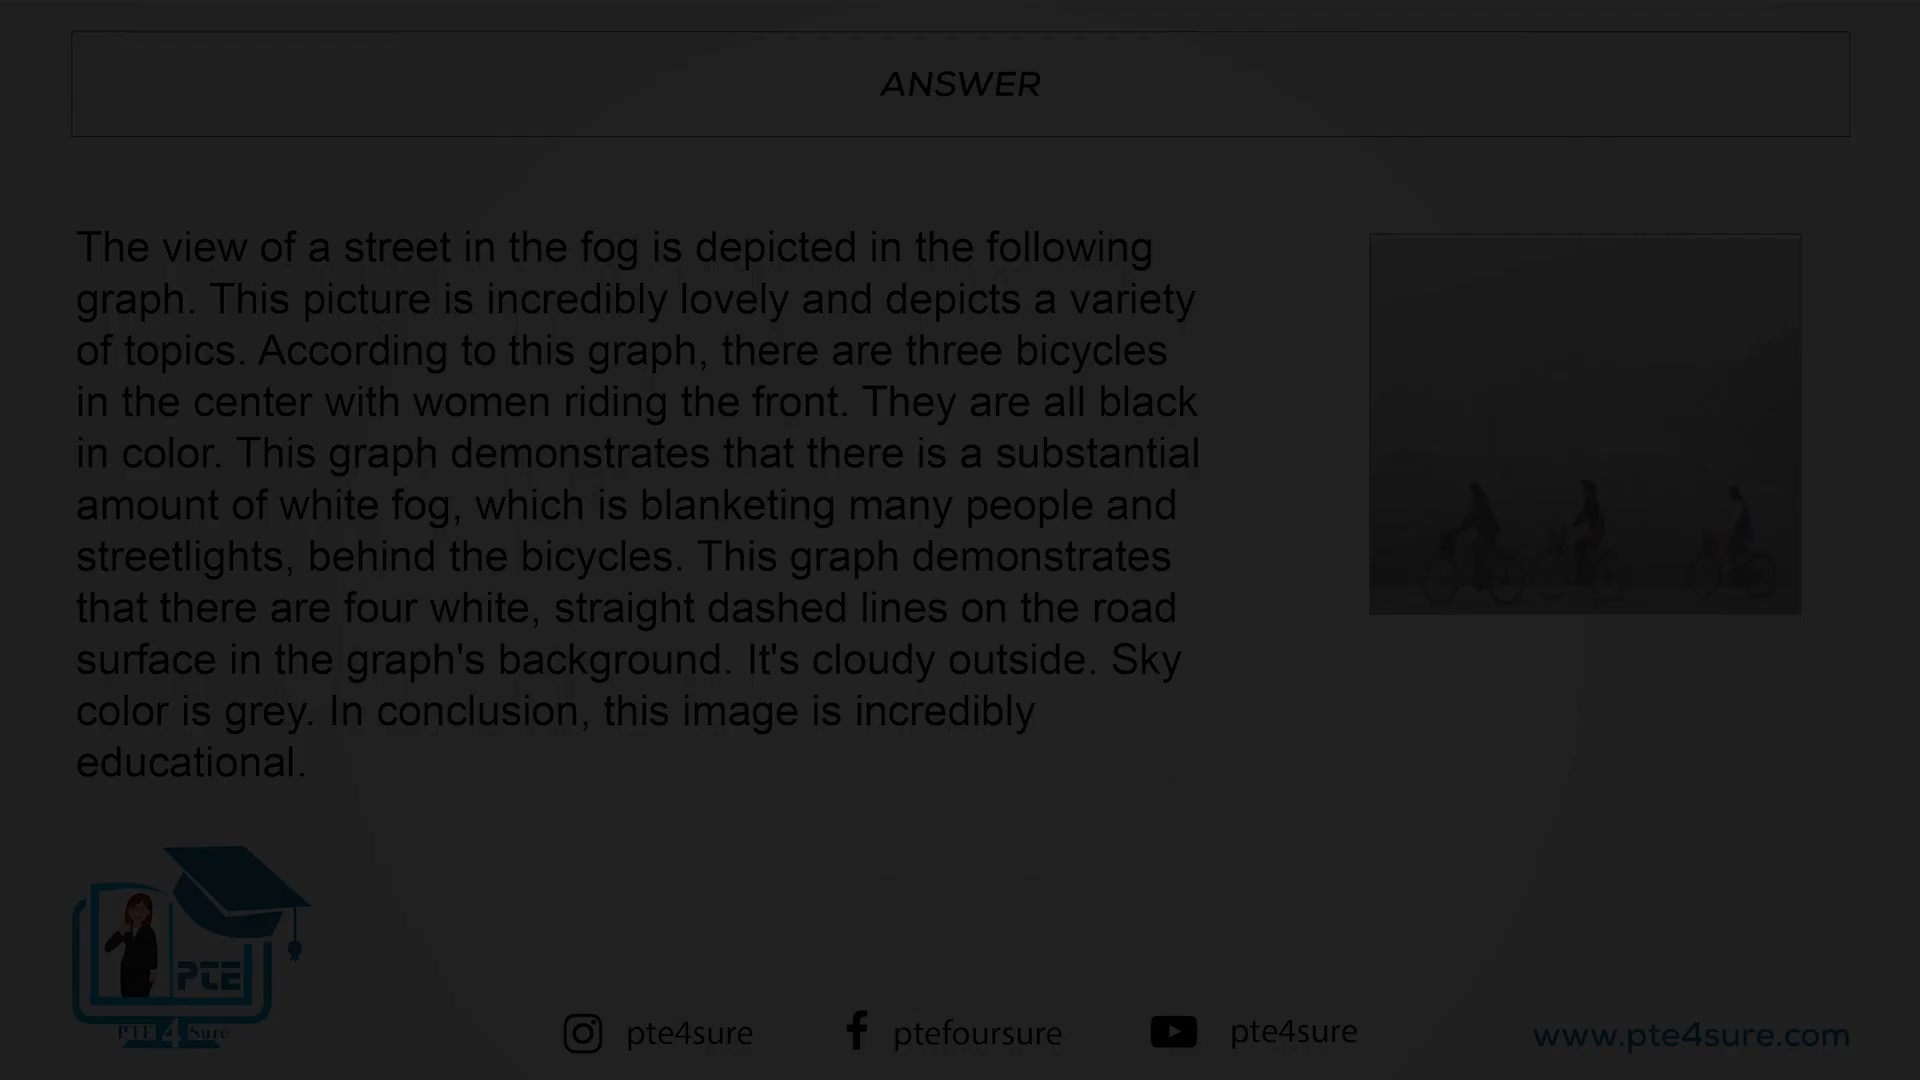 ANSWER
The view of a street in the fog is depicted in the following
graph. This picture is incredibly lovely and depicts a variety
of topics. According to this graph, there are three bicycles
in the center with women riding the front. They are all black
in color. This graph demonstrates that there is a substantial
amount of white fog, which is blanketing many people and
streetlights, behind the bicycles. This graph demonstrates
that there are four white, straight dashed lines on the road
surface in the graph's background. It's cloudy outside. Sky
color is grey. In conclusion, this image is incredibly
educational.
PTE
PTE 4 Sure
pte4sure
ptefoursure
pte4sure
www.pte4sure.com